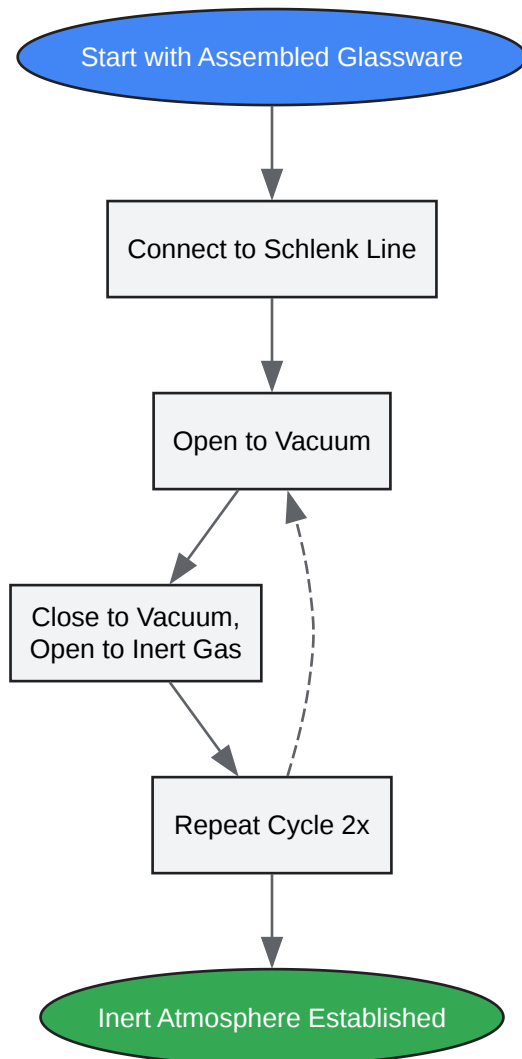 Start with Assembled Glassware
Connect to Schlenk Line
Open to Vacuum
Close to Vacuum,
Open to Inert Gas
Repeat Cycle 2x
Inert Atmosphere Established